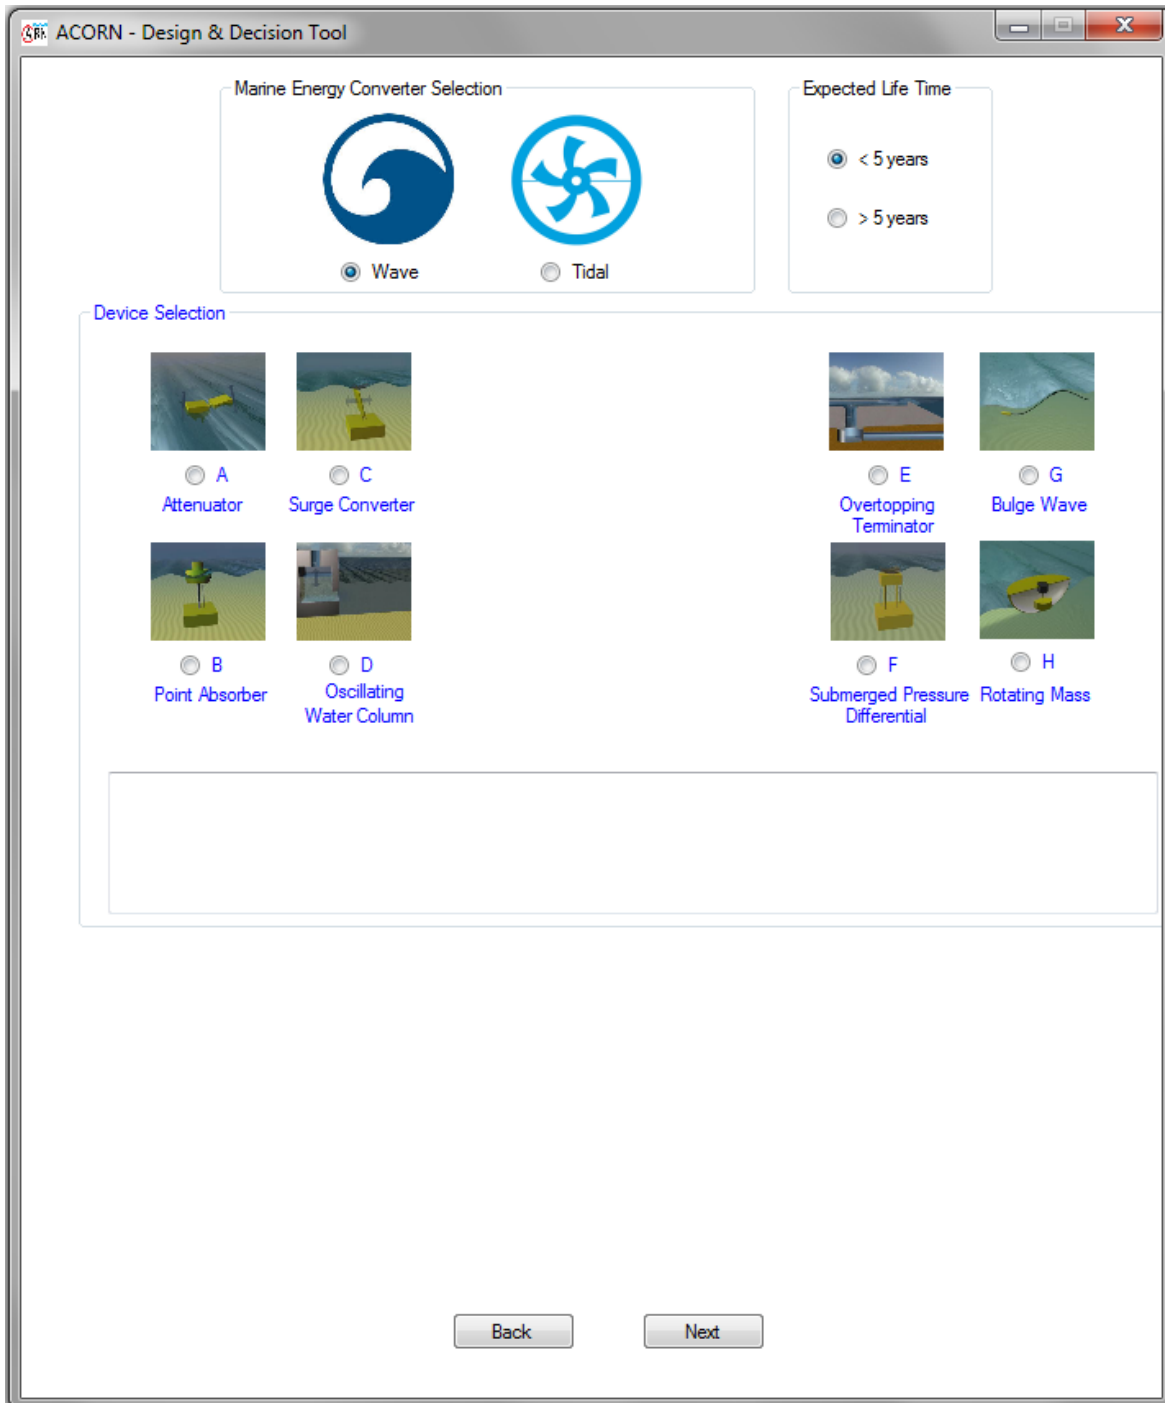 ACORN - Design & Decision Tool
Marine Energy Converter Selection
Expected Life Time
< 5 years
> 5 years
Wave
Tidal
Device Selection
A
Attenuator
C
Surge Converter
E
Overtopping
Terminator
G
Bulge Wave
B
Point Absorber
D
Oscillating
Water Column
F
Submerged Pressure
Differential
H
Rotating Mass
Back
Next